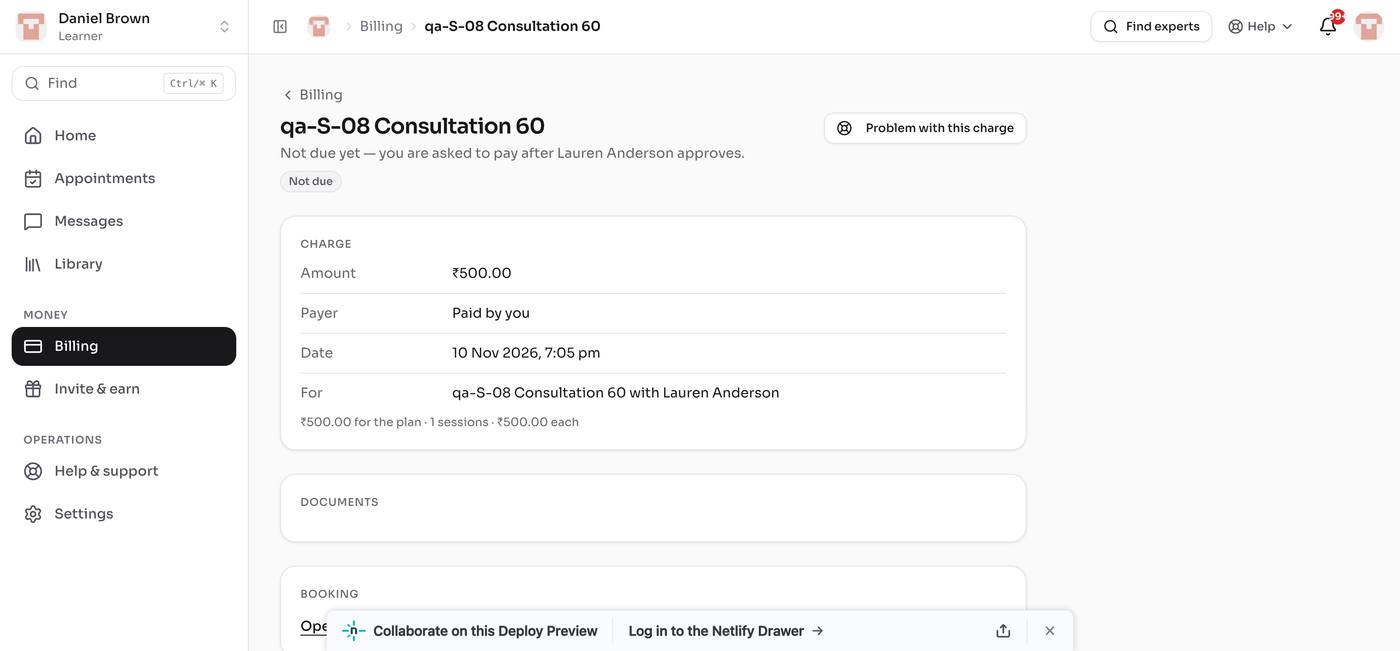 Daniel Brown
Learner
Billing
qa-S-08 Consultation 60
Find experts
Help
99+
Find
Ctrl/⌘ K
Home
Appointments
Messages
Library
MONEY
Billing
Invite & earn
OPERATIONS
Help & support
Settings
Billing
qa-S-08 Consultation 60
Problem with this charge
Not due yet — you are asked to pay after Lauren Anderson approves.
Not due
CHARGE
Amount ₹500.00
Payer Paid by you
Date 10 Nov 2026, 7:05 pm
For qa-S-08 Consultation 60 with Lauren Anderson
₹500.00 for the plan · 1 sessions · ₹500.00 each
DOCUMENTS
BOOKING
Ope
Collaborate on this Deploy Preview
Log in to the Netlify Drawer →